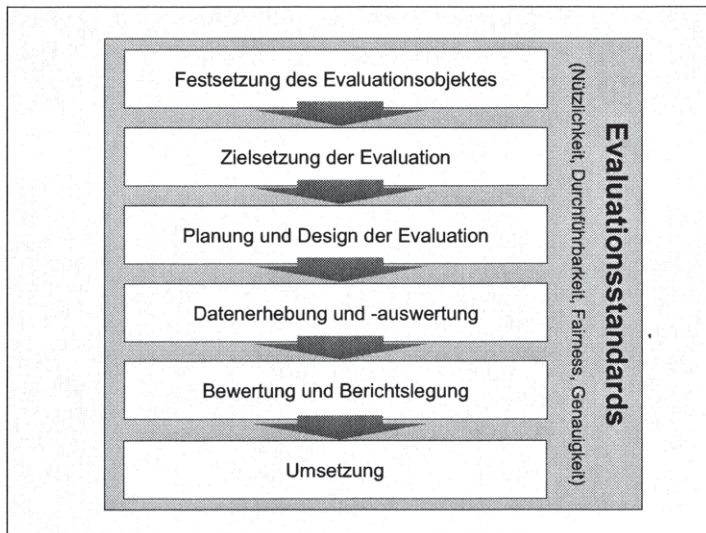 Festsetzung des Evaluationsobjektes
Zielsetzung der Evaluation
Planung und Design der Evaluation
Datenerhebung und -auswertung
Bewertung und Berichtslegung
Umsetzung
Evaluationsstandards
(Nützlichkeit, Durchführbarkeit, Fairness, Genauigkeit)